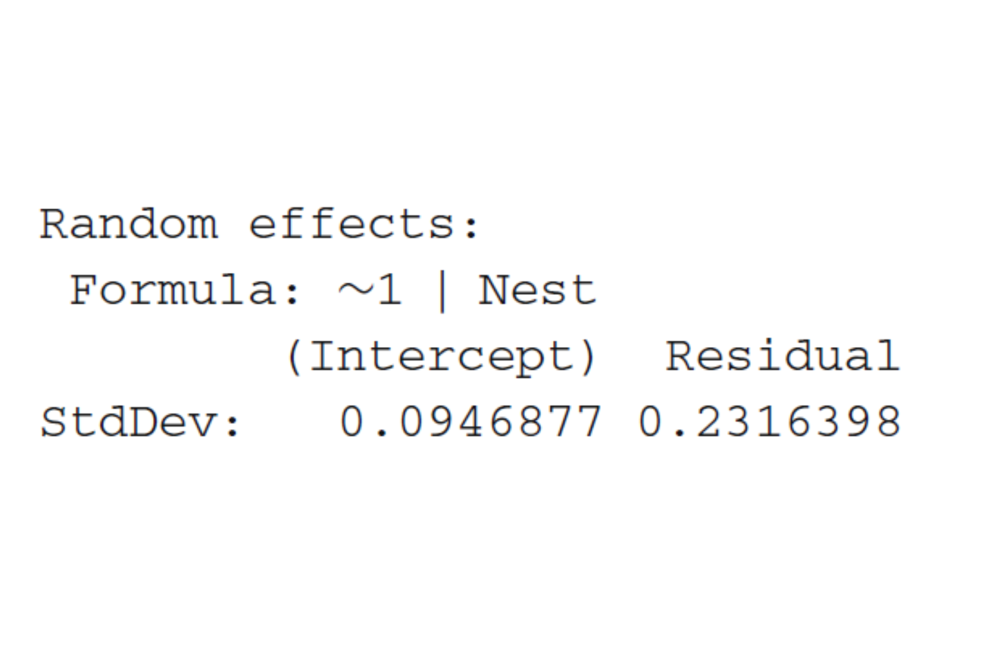 Random effects:
Formula: ~1 | Nest
(Intercept) Residual
StdDev: 0.0946877 0.2316398